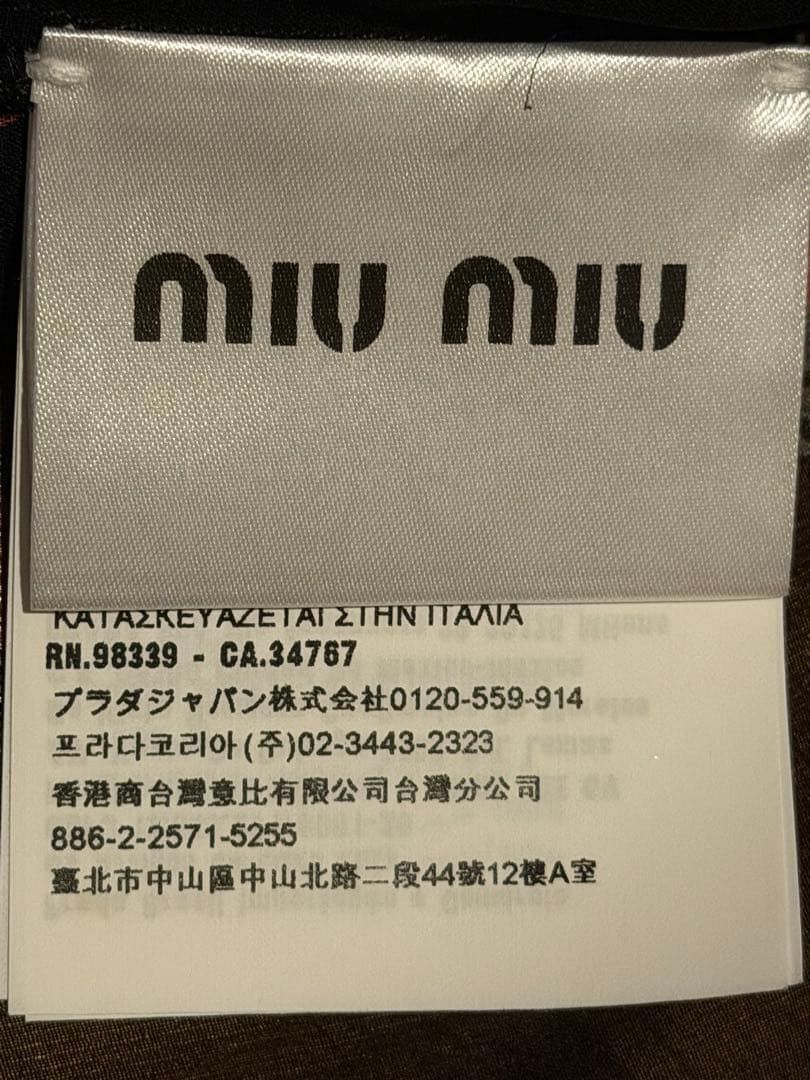 miu miu
ΚΑΤΑΣΚΕΥΑΖΕΤΑΙ ΣΤΗΝ ΙΤΑΛΙΑ
RN.98339 - CA.34767
プラダジャパン株式会社0120-559-914
프라다코리아(주)02-3443-2323
香港商台灣意比有限公司台灣分公司
886-2-2571-5255
臺北市中山區中山北路二段44號12樓A室